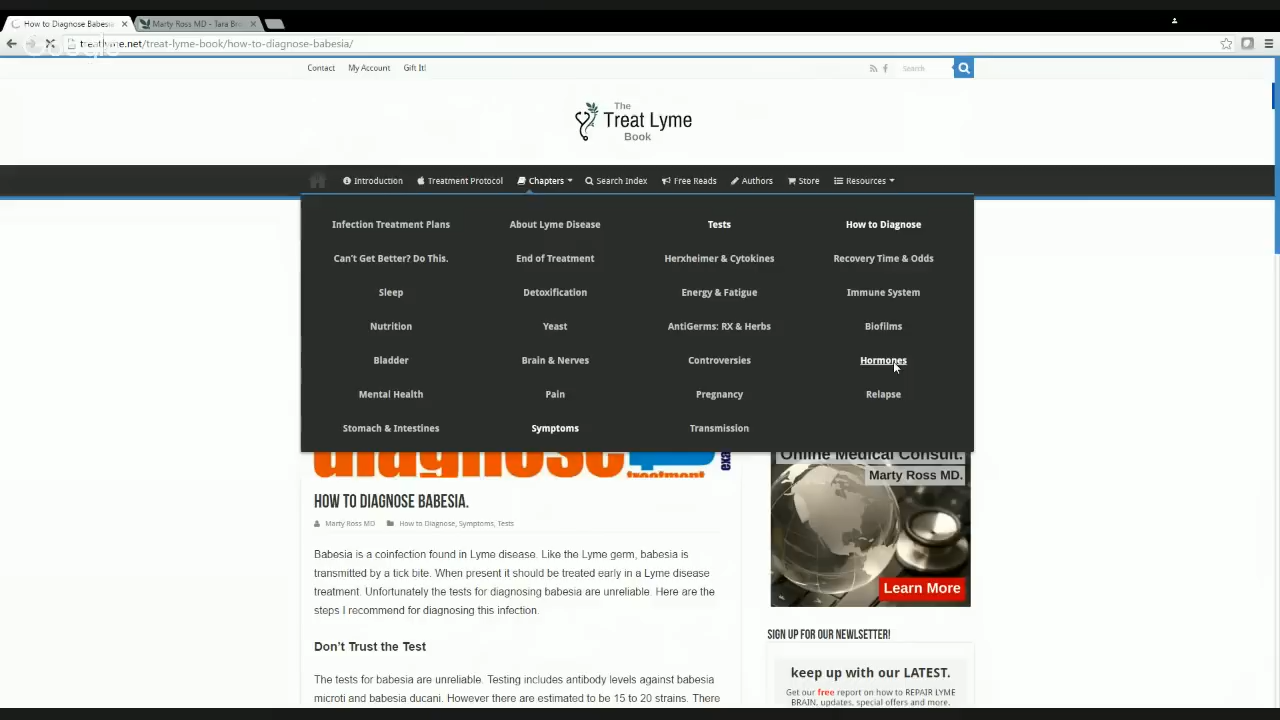 How to Diagnose Babesia
Marty Ross MD - Tara Bro
treatlyme.net/treat-lyme-book/how-to-diagnose-babesia/
Contact My Account Gift It!
Search
The
Treat Lyme
Book
Introduction Treatment Protocol Chapters Search Index Free Reads Authors Store Resources
Infection Treatment Plans About Lyme Disease Tests How to Diagnose
Can't Get Better? Do This. End of Treatment Herxheimer & Cytokines Recovery Time & Odds
Sleep Detoxification Energy & Fatigue Immune System
Nutrition Yeast AntiGerms: RX & Herbs Biofilms
Bladder Brain & Nerves Controversies Hormones
Mental Health Pain Pregnancy Relapse
Stomach & Intestines Symptoms Transmission
diagnose
treatment
exa
Online Medical Consult.
Marty Ross MD.
Learn More
HOW TO DIAGNOSE BABESIA.
Marty Ross MD How to Diagnose, Symptoms, Tests
Babesia is a coinfection found in Lyme disease. Like the Lyme germ, babesia is
transmitted by a tick bite. When present it should be treated early in a Lyme disease
treatment. Unfortunately the tests for diagnosing babesia are unreliable. Here are the
steps I recommend for diagnosing this infection.
Don't Trust the Test
The tests for babesia are unreliable. Testing includes antibody levels against babesia
microti and babesia ducani. However there are estimated to be 15 to 20 strains. There
SIGN UP FOR OUR NEWLSETTER!
keep up with our LATEST.
Get our free report on how to REPAIR LYME
BRAIN, updates, special offers and more.